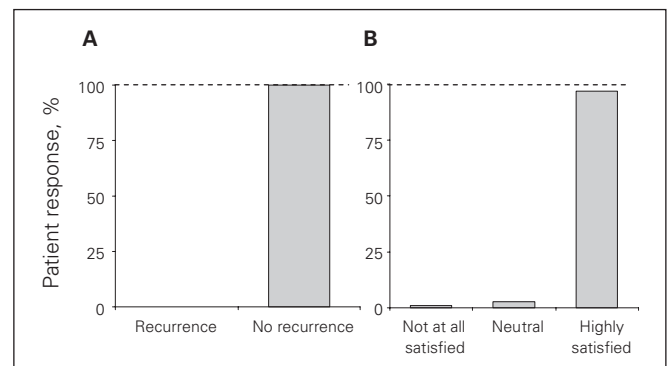 A
B
Patient response, %
100
75
50
25
0
Recurrence
No recurrence
100
75
50
25
0
Not at all
satisfied
Neutral
Highly
satisfied